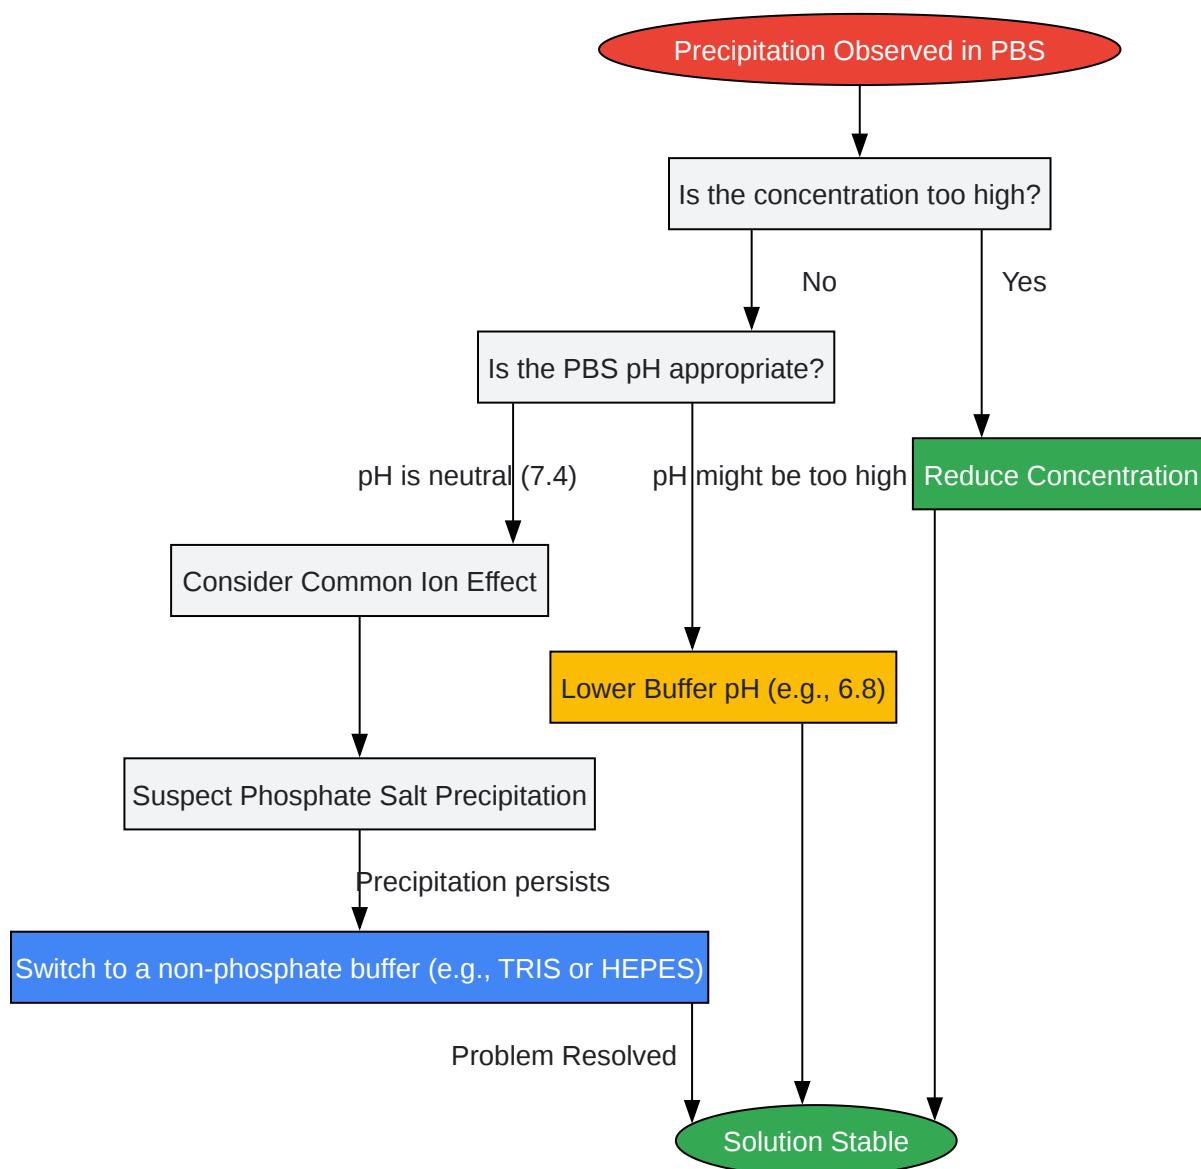 Precipitation Observed in PBS
Is the concentration too high?
No
Yes
Is the PBS pH appropriate?
pH is neutral (7.4)
pH might be too high
Reduce Concentration
Consider Common Ion Effect
Lower Buffer pH (e.g., 6.8)
Suspect Phosphate Salt Precipitation
Precipitation persists
Switch to a non-phosphate buffer (e.g., TRIS or HEPES)
Problem Resolved
Solution Stable